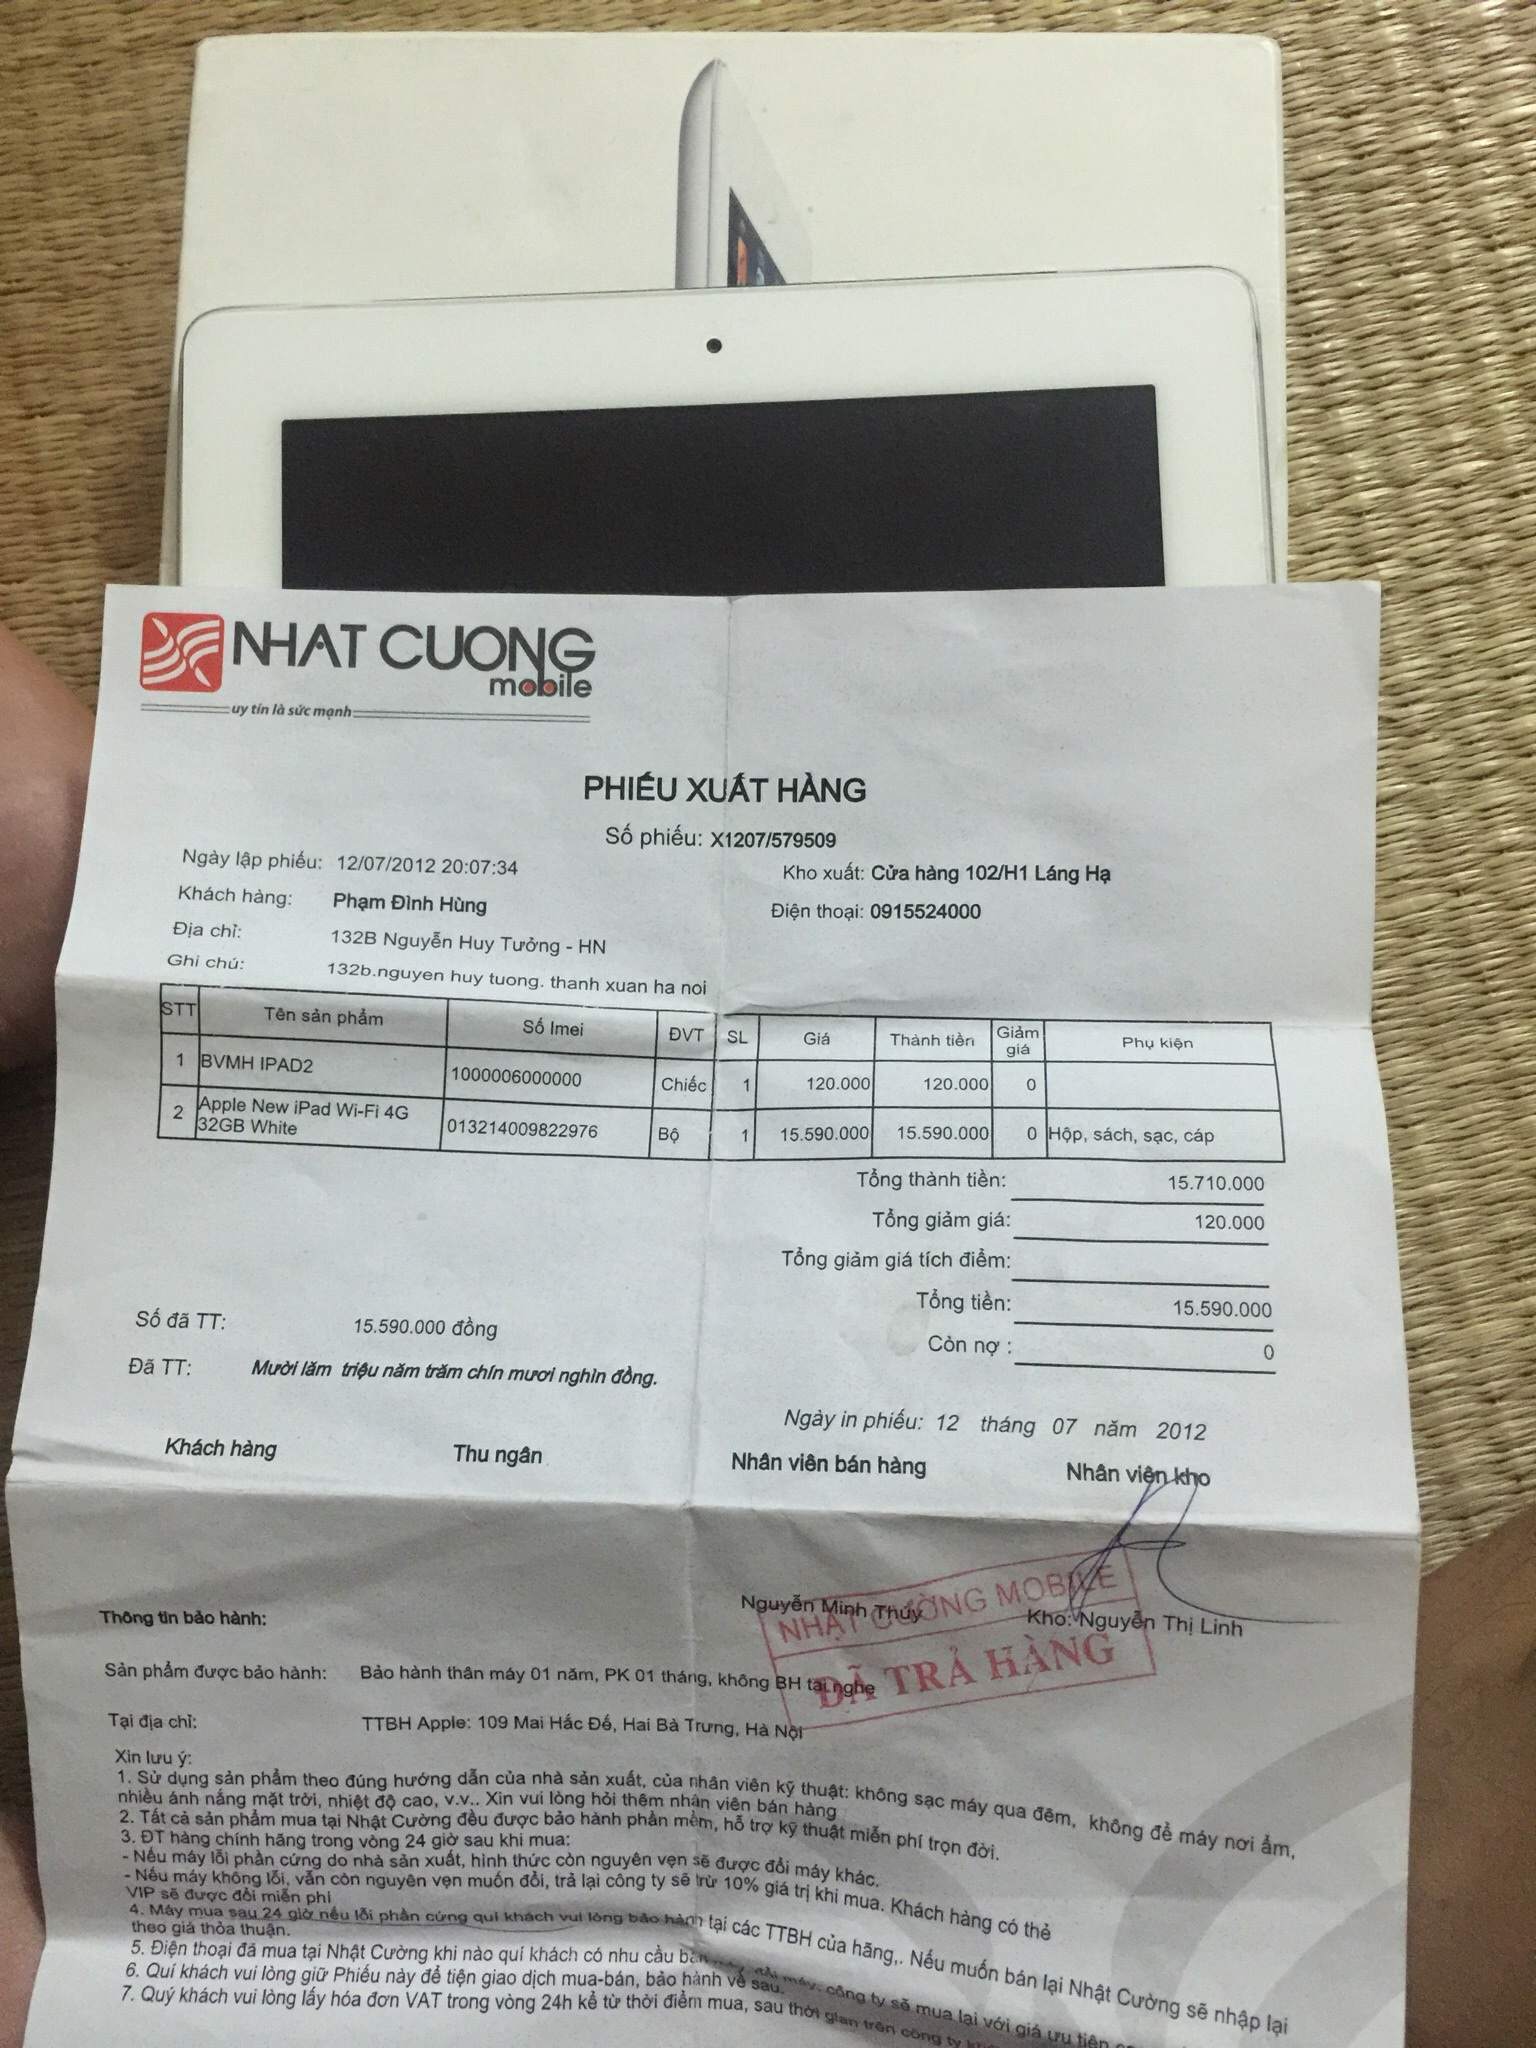 NHAT CUONG
mobile
uy tín là sức mạnh
PHIẾU XUẤT HÀNG
Số phiếu: X1207/579509
Ngày lập phiếu: 12/07/2012 20:07:34
Kho xuất: Cửa hàng 102/H1 Láng Hạ
Khách hàng: Phạm Đình Hùng
Điện thoại: 0915524000
Địa chỉ: 132B Nguyễn Huy Tưởng - HN
Ghi chú: 132b.nguyen huy tuong. thanh xuan ha noi
STT Tên sản phẩm Số Imei ĐVT SL Giá Thành tiền Giảm giá Phụ kiện
1 BVMH IPAD2 1000006000000 Chiếc 1 120.000 120.000 0
2 Apple New iPad Wi-Fi 4G 32GB White 013214009822976 Bộ 1 15.590.000 15.590.000 0 Hộp, sách, sạc, cáp
Tổng thành tiền: 15.710.000
Tổng giảm giá: 120.000
Tổng giảm giá tích điểm:
Tổng tiền: 15.590.000
Số đã TT: 15.590.000 đồng
Còn nợ : 0
Đã TT: Mười lăm triệu năm trăm chín mươi nghìn đồng.
Ngày in phiếu: 12 tháng 07 năm 2012
Khách hàng Thu ngân Nhân viên bán hàng Nhân viên kho
Nguyễn Minh Thúy Kho: Nguyễn Thị Linh
NHẬT CƯỜNG MOBILE
ĐÃ TRẢ HÀNG
Thông tin bảo hành:
Sản phẩm được bảo hành: Bảo hành thân máy 01 năm, PK 01 tháng, không BH tai nghe
Tại địa chỉ: TTBH Apple: 109 Mai Hắc Đế, Hai Bà Trưng, Hà Nội
Xin lưu ý:
1. Sử dụng sản phẩm theo đúng hướng dẫn của nhà sản xuất, của nhân viên kỹ thuật: không sạc máy qua đêm, không để máy nơi ẩm,
nhiều ánh nắng mặt trời, nhiệt độ cao, v.v.. Xin vui lòng hỏi thêm nhân viên bán hàng
2. Tất cả sản phẩm mua tại Nhật Cường đều được bảo hành phần mềm, hỗ trợ kỹ thuật miễn phí trọn đời.
3. ĐT hàng chính hãng trong vòng 24 giờ sau khi mua:
- Nếu máy lỗi phần cứng do nhà sản xuất, hình thức còn nguyên vẹn sẽ được đổi máy khác.
- Nếu máy không lỗi, vẫn còn nguyên vẹn muốn đổi, trả lại công ty sẽ trừ 10% giá trị khi mua. Khách hàng có thẻ
VIP sẽ được đổi miễn phí
4. Máy mua sau 24 giờ nếu lỗi phần cứng quí khách vui lòng bảo hành tại các TTBH của hãng,. Nếu muốn bán lại Nhật Cường sẽ nhập lại
theo giá thỏa thuận.
5. Điện thoại đã mua tại Nhật Cường khi nào quí khách có nhu cầu máy, công ty sẽ mua lại với giá ưu tiên
6. Quí khách vui lòng giữ Phiếu này để tiện giao dịch mua-bán, bảo hành về sau.
7. Quý khách vui lòng lấy hóa đơn VAT trong vòng 24h kể từ thời điểm mua, sau thời gian trên công ty